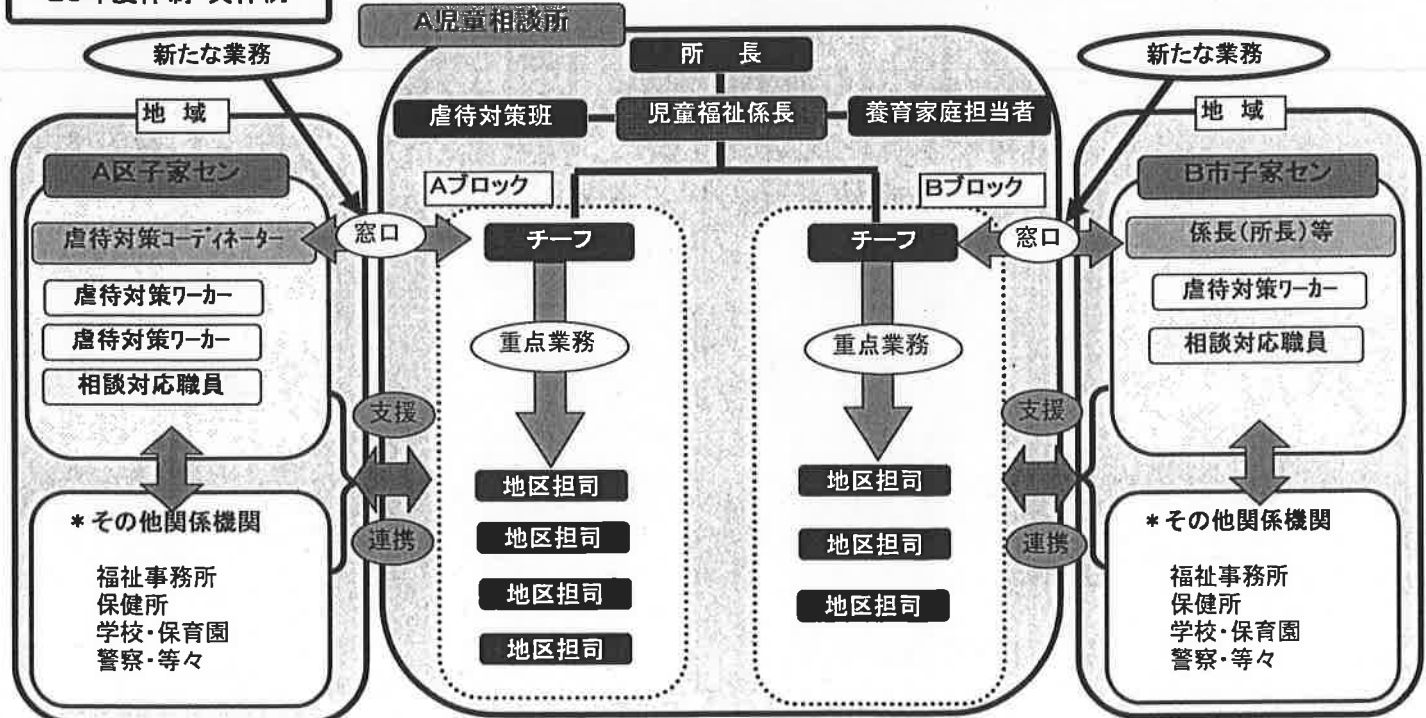 A児童相談所
新たな業務
所 長
新たな業務
地 域
虐待対策班
児童福祉係長
養育家庭担当者
地 域
A区子家セン
Aブロック
Bブロック
B市子家セン
虐待対策コーディネーター
窓口
チーフ
チーフ
窓口
係長(所長)等
虐待対策ワーカー
虐待対策ワーカー
相談対応職員
重点業務
重点業務
虐待対策ワーカー
相談対応職員
支援
支援
地区担司
地区担司
地区担司
地区担司
地区担司
地区担司
地区担司
連携
連携
*その他関係機関
福祉事務所
保健所
学校・保育園
警察・等々
*その他関係機関
福祉事務所
保健所
学校・保育園
警察・等々